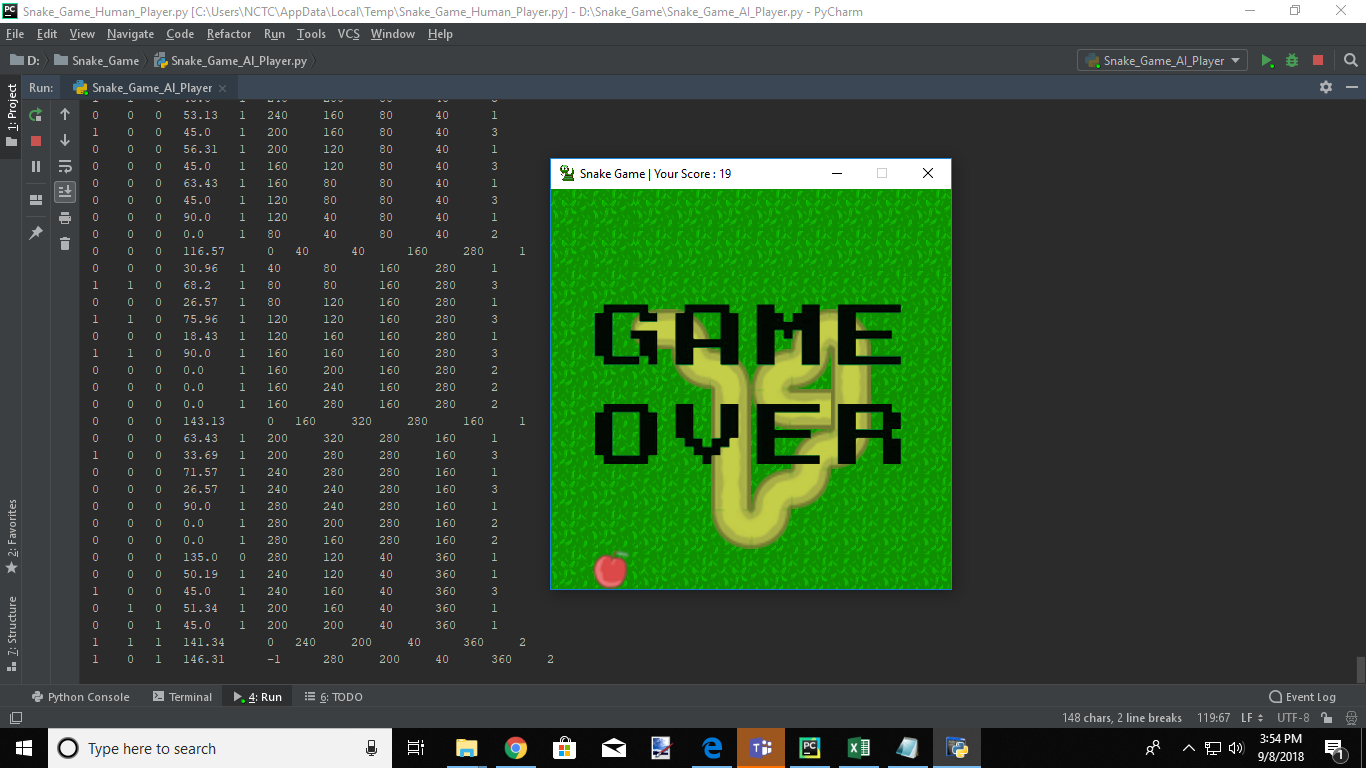 Snake_Game_Human_Player.py [C:\Users\NCTC\AppData\Local\Temp\Snake_Game_Human_Player.py] - D:\Snake_Game\Snake_Game_AI_Player.py - PyCharm
File Edit View Navigate Code Refactor Run Tools VCS Window Help
D: Snake_Game Snake_Game_AI_Player.py Snake_Game_AI_Player
Run: Snake_Game_AI_Player
1: Project
2: Favorites
7: Structure
0 0 0 53.13 1 240 160 80 40 1
1 0 0 45.0 1 200 160 80 40 3
0 0 0 56.31 1 200 120 80 40 1
0 0 0 45.0 1 160 120 80 40 3
0 0 0 63.43 1 160 80 80 40 1
0 0 0 45.0 1 120 80 80 40 3
0 0 0 90.0 1 120 40 80 40 1
0 0 0 0.0 1 80 40 80 40 2
0 0 0 116.57 0 40 40 160 280 1
0 0 0 30.96 1 40 80 160 280 1
1 1 0 68.2 1 80 80 160 280 3
0 0 0 26.57 1 80 120 160 280 1
1 1 0 75.96 1 120 120 160 280 3
0 0 0 18.43 1 120 160 160 280 1
1 1 0 90.0 1 160 160 160 280 3
0 0 0 0.0 1 160 200 160 280 2
0 0 0 0.0 1 160 240 160 280 2
0 0 0 0.0 1 160 280 160 280 2
0 0 0 143.13 0 160 320 280 160 1
0 0 0 63.43 1 200 320 280 160 1
1 0 0 33.69 1 200 280 280 160 3
0 0 0 71.57 1 240 280 280 160 1
0 0 0 26.57 1 240 240 280 160 3
0 0 0 90.0 1 280 240 280 160 1
0 0 0 0.0 1 280 200 280 160 2
0 0 0 0.0 1 280 160 280 160 2
0 0 0 135.0 0 280 120 40 360 1
0 0 0 50.19 1 240 120 40 360 1
1 0 0 45.0 1 240 160 40 360 3
0 1 0 51.34 1 200 160 40 360 1
0 0 1 45.0 1 200 200 40 360 1
1 1 1 141.34 0 240 200 40 360 2
1 0 1 146.31 -1 280 200 40 360 2
Snake Game | Your Score : 19
GAME
OVER
Python Console Terminal 4: Run 6: TODO Event Log
148 chars, 2 line breaks 119:67 LF UTF-8
Type here to search
3:54 PM
9/8/2018
1